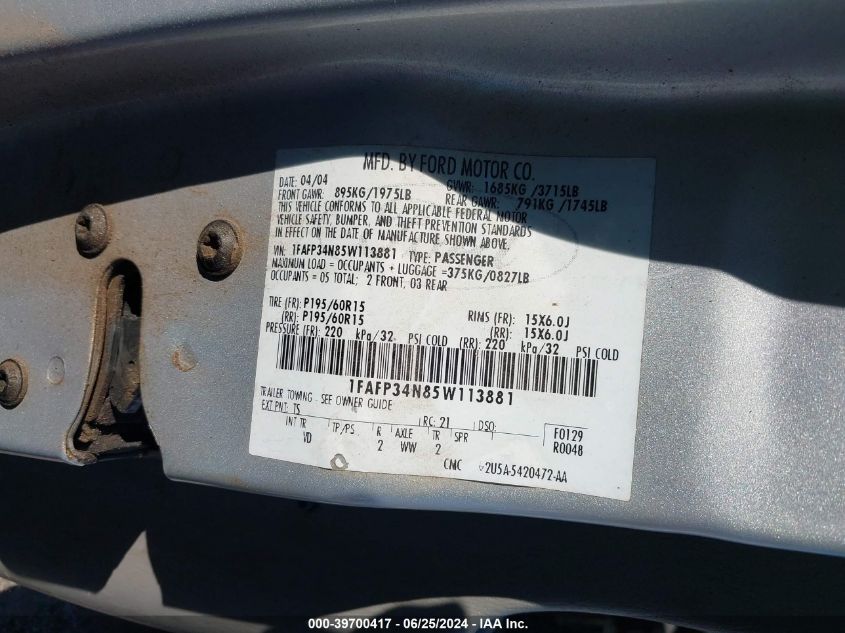 MFD. BY FORD MOTOR CO.
DATE: 04/04 GVWR: 1685KG /3715LB
FRONT GAWR: 895KG/1975LB REAR GAWR: 791KG /1745LB
THIS VEHICLE CONFORMS TO ALL APPLICABLE FEDERAL MOTOR
VEHICLE SAFETY, BUMPER, AND THEFT PREVENTION STANDARDS
IN EFFECT ON THE DATE OF MANUFACTURE SHOWN ABOVE.
VIN: 1FAFP34N85W113881 TYPE: PASSENGER
MAXIMUM LOAD = OCCUPANTS + LUGGAGE =375KG/0827LB
OCCUPANTS = 05 TOTAL; 2 FRONT, 03 REAR
TIRE (FR): P195/60R15 RINS (FR): 15X6.0J
(RR): P195/60R15 (RR): 15X6.0J
PRESSURE (FR): 220 kPa/32 PSI COLD (RR): 220 kPa/32 PSI COLD
1FAFP34N85W113881
TRAILER TOWING - SEE OWNER GUIDE
EXT PNT: TS RC: 21 DSO:
INT TR TP/PS R AXLE TR SPR F0129
VD 2 WW 2 R0048
CMC 2U5A-5420472-AA
000-39700417 - 06/25/2024 - IAA Inc.